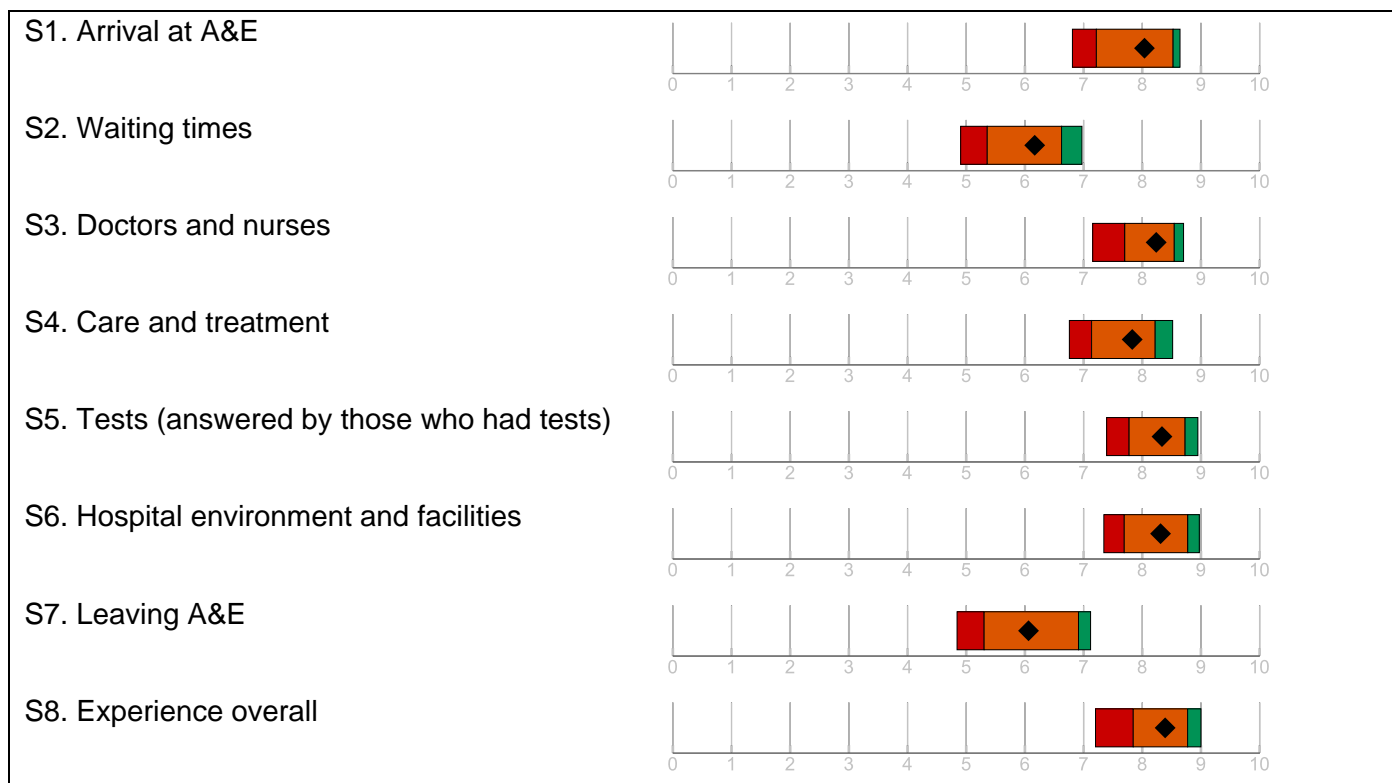 S1. Arrival at A&E
0 1 2 3 4 5 6 7 8 9 10
S2. Waiting times
0 1 2 3 4 5 6 7 8 9 10
S3. Doctors and nurses
0 1 2 3 4 5 6 7 8 9 10
S4. Care and treatment
0 1 2 3 4 5 6 7 8 9 10
S5. Tests (answered by those who had tests)
0 1 2 3 4 5 6 7 8 9 10
S6. Hospital environment and facilities
0 1 2 3 4 5 6 7 8 9 10
S7. Leaving A&E
0 1 2 3 4 5 6 7 8 9 10
S8. Experience overall
0 1 2 3 4 5 6 7 8 9 10